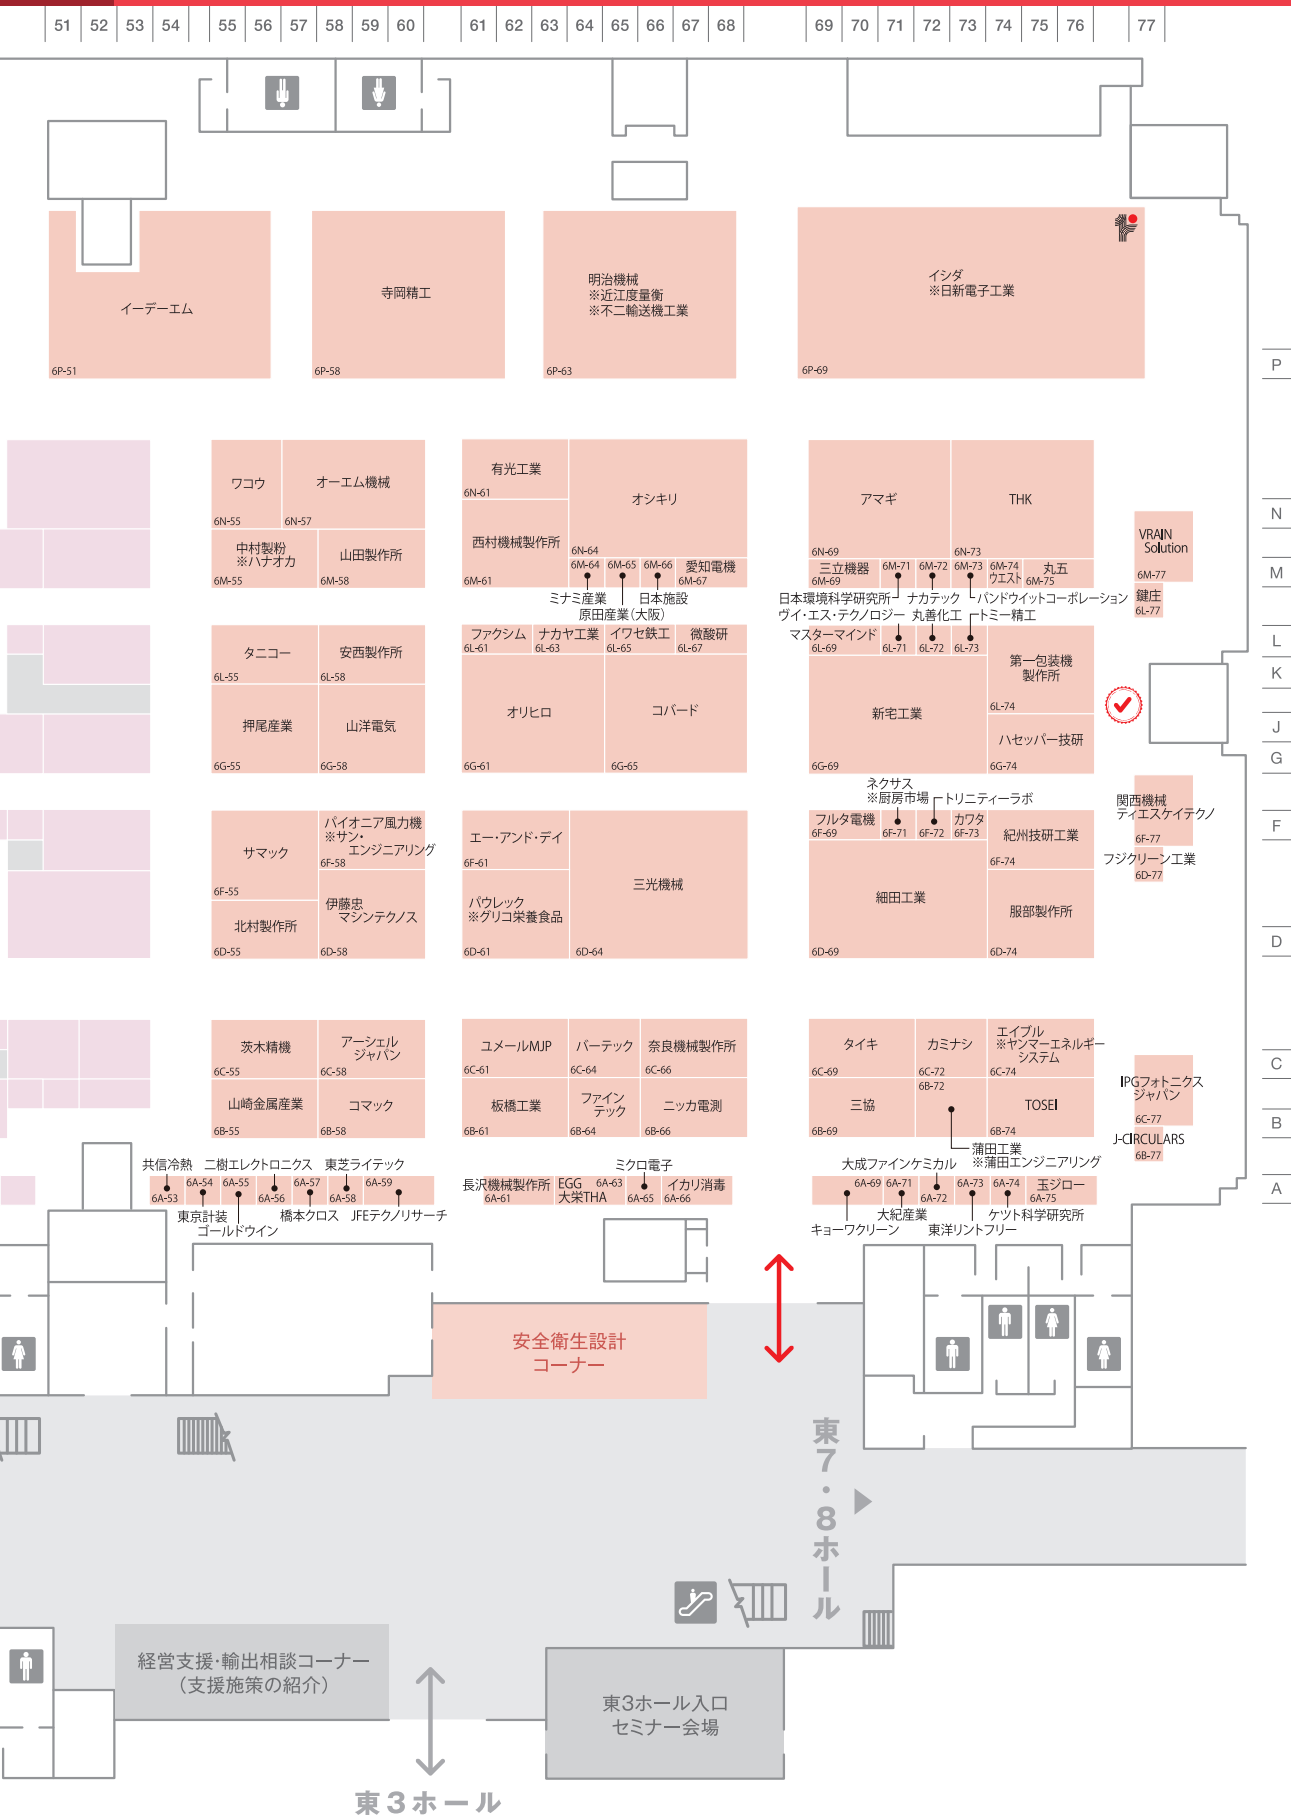 51 52 53 54 55 56 57 58 59 60 61 62 63 64 65 66 67 68 69 70 71 72 73 74 75 76 77
イーデーエム
6P-51
寺岡精工
6P-58
明治機械
※近江度量衡
※不二輸送機工業
6P-63
イシダ
※日新電子工業
6P-69
P
ワコウ
6N-55
オーエム機械
6N-57
有光工業
6N-61
オシキリ
6N-64
アマギ
6N-69
THK
6N-73
N
中村製粉
※ハナオカ
6M-55
山田製作所
6M-58
西村機械製作所
6M-61
6M-64
ミナミ産業
6M-65
原田産業(大阪)
6M-66
日本施設
愛知電機
6M-67
三立機器
6M-69
6M-71
日本環境科学研究所
6M-72
ナカテック
6M-73
パンドウイットコーポレーション
6M-74
ウエスト
丸五
6M-75
VRAIN
Solution
6M-77
鍵庄
6L-77
M
タニコー
6L-55
安西製作所
6L-58
ファクシム
6L-61
ナカヤ工業
6L-63
イワセ鉄工
6L-65
微酸研
6L-67
マスターマインド
6L-69
ヴイ・エス・テクノロジー
6L-71
丸善化工
6L-72
トミー精工
6L-73
第一包装機
製作所
6L-74
L
K
押尾産業
6G-55
山洋電気
6G-58
オリヒロ
6G-61
コバード
6G-65
新宅工業
6G-69
ハセッパー技研
6G-74
J
G
サマック
6F-55
パイオニア風力機
※サン・
エンジニアリング
6F-58
エー・アンド・デイ
6F-61
三光機械
6D-64
フルタ電機
6F-69
ネクサス
※厨房市場
6F-71
トリニティーラボ
6F-72
カワタ
6F-73
紀州技研工業
6F-74
関西機械
ティエスケイテクノ
6F-77
フジクリーン工業
6D-77
F
北村製作所
6D-55
伊藤忠
マシンテクノス
6D-58
パウレック
※グリコ栄養食品
6D-61
細田工業
6D-69
服部製作所
6D-74
D
茨木精機
6C-55
アーシェル
ジャパン
6C-58
ユメールMJP
6C-61
バーテック
6C-64
奈良機械製作所
6C-66
タイキ
6C-69
カミナシ
6C-72
エイブル
※ヤンマーエネルギー
システム
6C-74
IPGフォトニクス
ジャパン
6C-77
C
山崎金属産業
6B-55
コマック
6B-58
板橋工業
6B-61
ファイン
テック
6B-64
ニッカ電測
6B-66
三協
6B-69
6B-72
蒲田工業
※蒲田エンジニアリング
TOSEI
6B-74
J-CIRCULARS
6B-77
B
共信冷熱
6A-53
6A-54
東京計装
二樹エレクトロニクス
6A-55
ゴールドウイン
6A-56
6A-57
橋本クロス
東芝ライテック
6A-58
6A-59
JFEテクノリサーチ
長沢機械製作所
6A-61
EGG
大栄THA
6A-63
ミクロ電子
6A-65
イカリ消毒
6A-66
キョーワクリーン
6A-69
6A-71
大紀産業
大成ファインケミカル
6A-72
6A-73
東洋リントフリー
6A-74
ケツト科学研究所
玉ジロー
6A-75
A
安全衛生設計
コーナー
東7・8ホール
経営支援・輸出相談コーナー
(支援施策の紹介)
東3ホール入口
セミナー会場
東3ホール